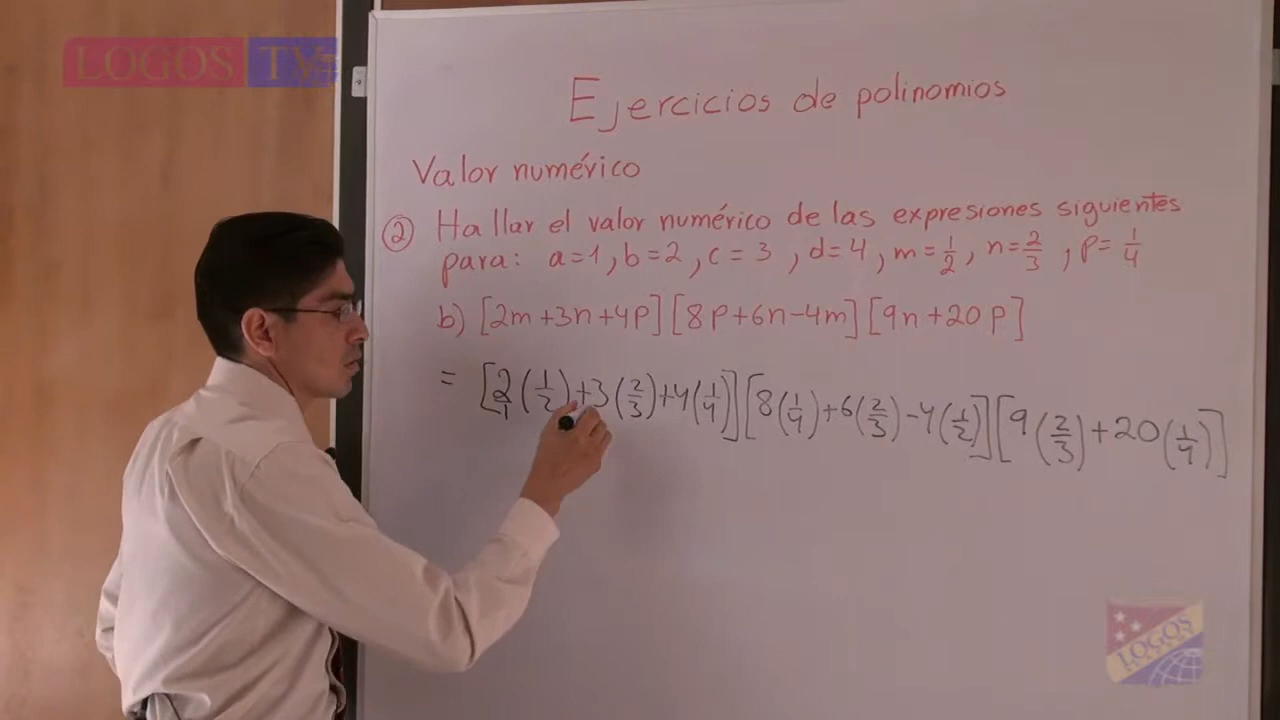 LOGOS TV
Ejercicios de polinomios
Valor numérico
② Hallar el valor numérico de las expresiones siguientes
para: a=1, b=2, c=3, d=4, m=1/2, n=2/3, p=1/4
b) [2m+3n+4p][8p+6n-4m][9n+20p]
= [2/1(1/2)+3(2/3)+4(1/4)][8(1/4)+6(2/3)-4(1/2)][9(2/3)+20(1/4)]
LOGOS